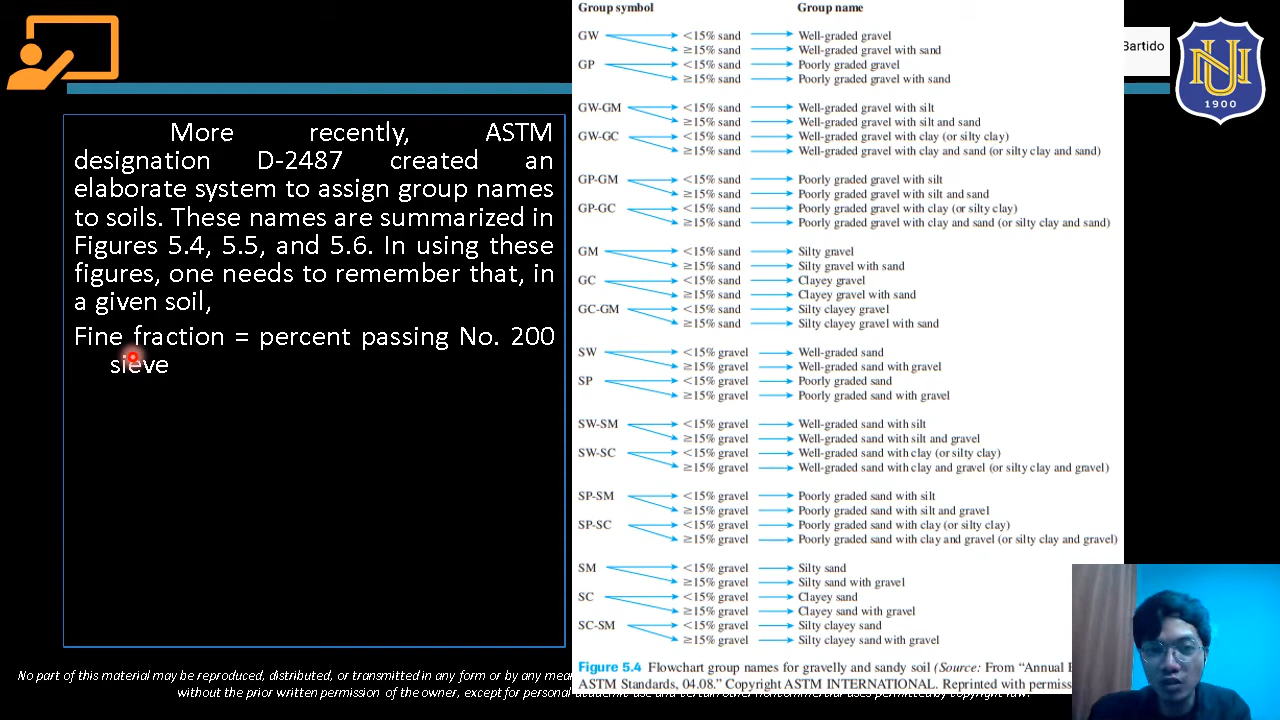 More recently, ASTM
designation D-2487 created an
elaborate system to assign group names
to soils. These names are summarized in
Figures 5.4, 5.5, and 5.6. In using these
figures, one needs to remember that, in
a given soil,
Fine fraction = percent passing No. 200
sieve
Group symbol Group name
GW <15% sand Well-graded gravel
≥15% sand Well-graded gravel with sand
GP <15% sand Poorly graded gravel
≥15% sand Poorly graded gravel with sand
GW-GM <15% sand Well-graded gravel with silt
≥15% sand Well-graded gravel with silt and sand
GW-GC <15% sand Well-graded gravel with clay (or silty clay)
≥15% sand Well-graded gravel with clay and sand (or silty clay and sand)
GP-GM <15% sand Poorly graded gravel with silt
≥15% sand Poorly graded gravel with silt and sand
GP-GC <15% sand Poorly graded gravel with clay (or silty clay)
≥15% sand Poorly graded gravel with clay and sand (or silty clay and sand)
GM <15% sand Silty gravel
≥15% sand Silty gravel with sand
GC <15% sand Clayey gravel
≥15% sand Clayey gravel with sand
GC-GM <15% sand Silty clayey gravel
≥15% sand Silty clayey gravel with sand
SW <15% gravel Well-graded sand
≥15% gravel Well-graded sand with gravel
SP <15% gravel Poorly graded sand
≥15% gravel Poorly graded sand with gravel
SW-SM <15% gravel Well-graded sand with silt
≥15% gravel Well-graded sand with silt and gravel
SW-SC <15% gravel Well-graded sand with clay (or silty clay)
≥15% gravel Well-graded sand with clay and gravel (or silty clay and gravel)
SP-SM <15% gravel Poorly graded sand with silt
≥15% gravel Poorly graded sand with silt and gravel
SP-SC <15% gravel Poorly graded sand with clay (or silty clay)
≥15% gravel Poorly graded sand with clay and gravel (or silty clay and gravel)
SM <15% gravel Silty sand
≥15% gravel Silty sand with gravel
SC <15% gravel Clayey sand
≥15% gravel Clayey sand with gravel
SC-SM <15% gravel Silty clayey sand
≥15% gravel Silty clayey sand with gravel
Figure 5.4 Flowchart group names for gravelly and sandy soil (Source: From “Annual
ASTM Standards, 04.08.” Copyright ASTM INTERNATIONAL. Reprinted with
Bartido
NU
1900
No part of this material may be reproduced, distributed, or transmitted in any form or by any
without the prior written permission of the owner, except for personal academic use and certain other noncommercial uses permitted by copyright law.